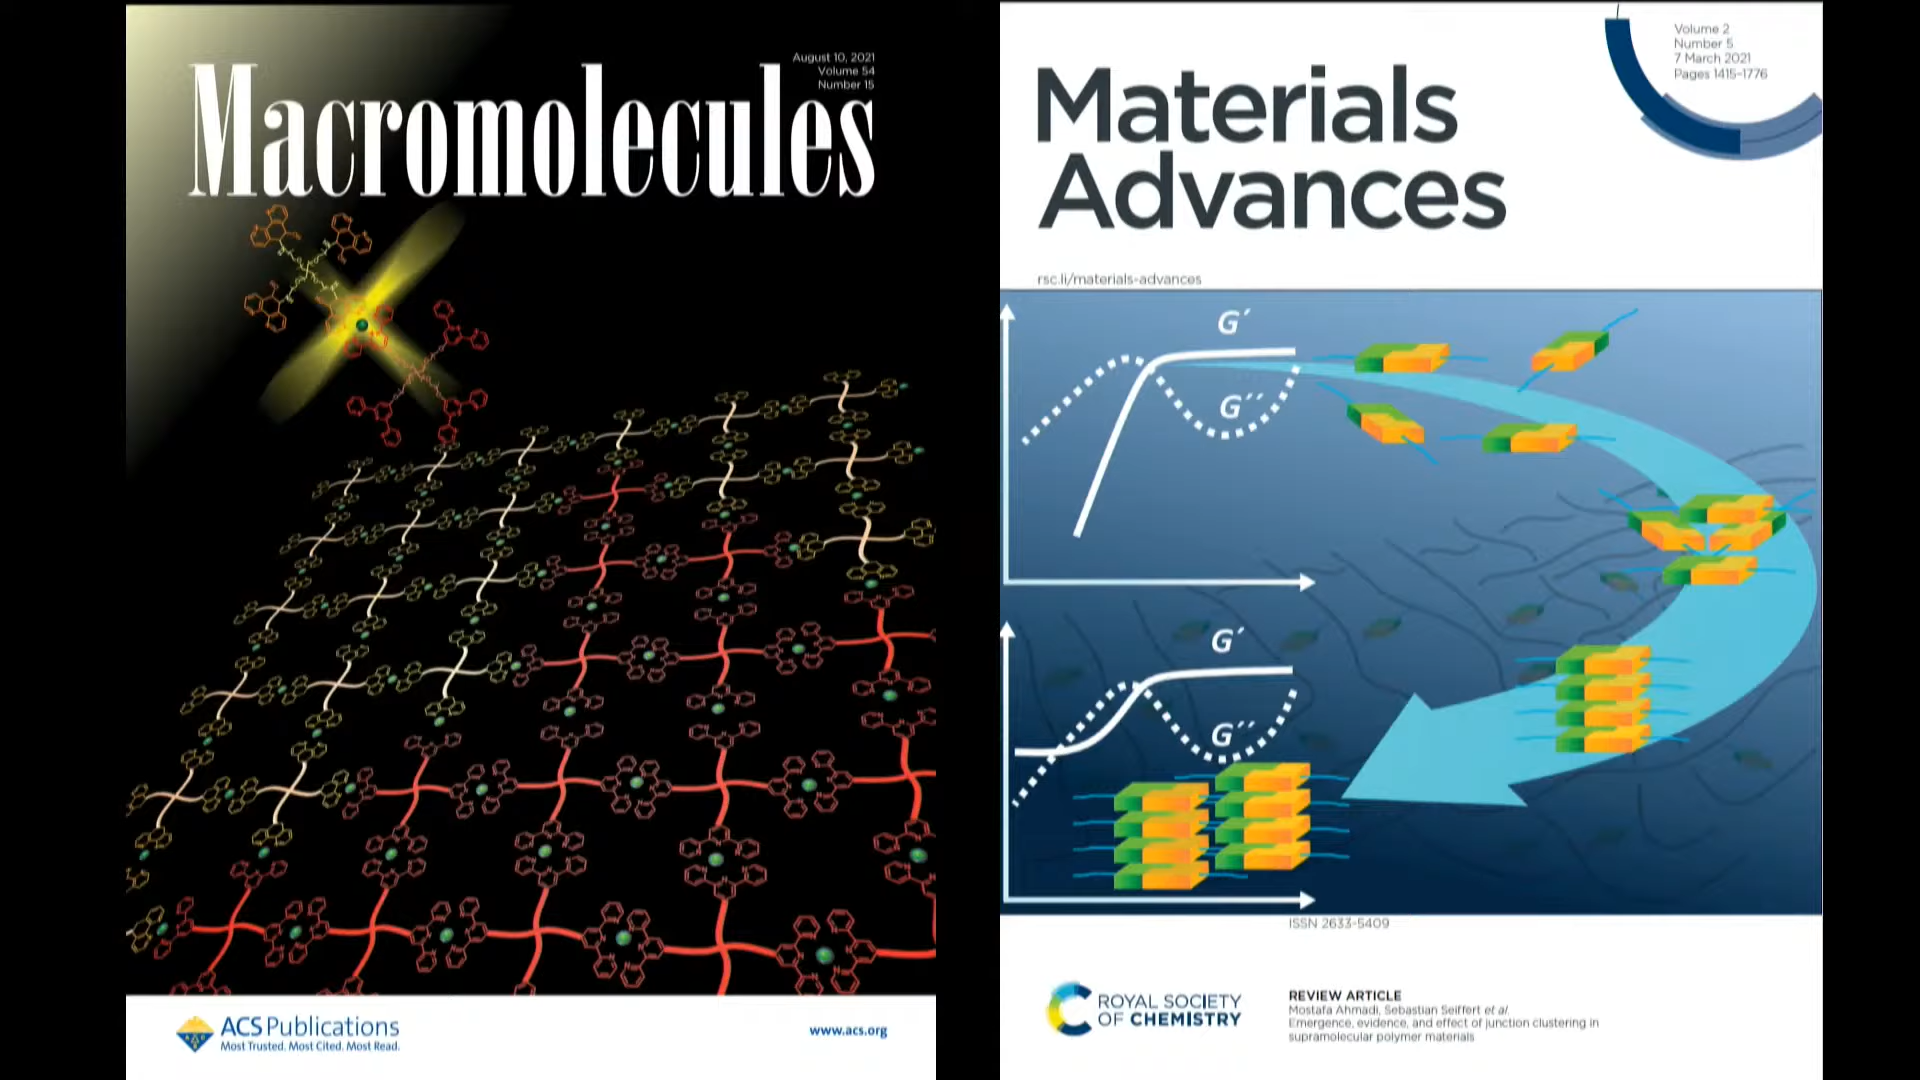 August 10, 2021
Volume 54
Number 15
Macromolecules
ACS Publications
Most Trusted. Most Cited. Most Read.
www.acs.org
Volume 2
Number 5
7 March 2021
Pages 1415–1776
Materials
Advances
rsc.li/materials-advances
G′
G′′
G′
G′′
ISSN 2633-5409
ROYAL SOCIETY
OF CHEMISTRY
REVIEW ARTICLE
Mostafa Ahmadi, Sebastian Seiffert et al.
Emergence, evidence, and effect of junction clustering in
supramolecular polymer materials